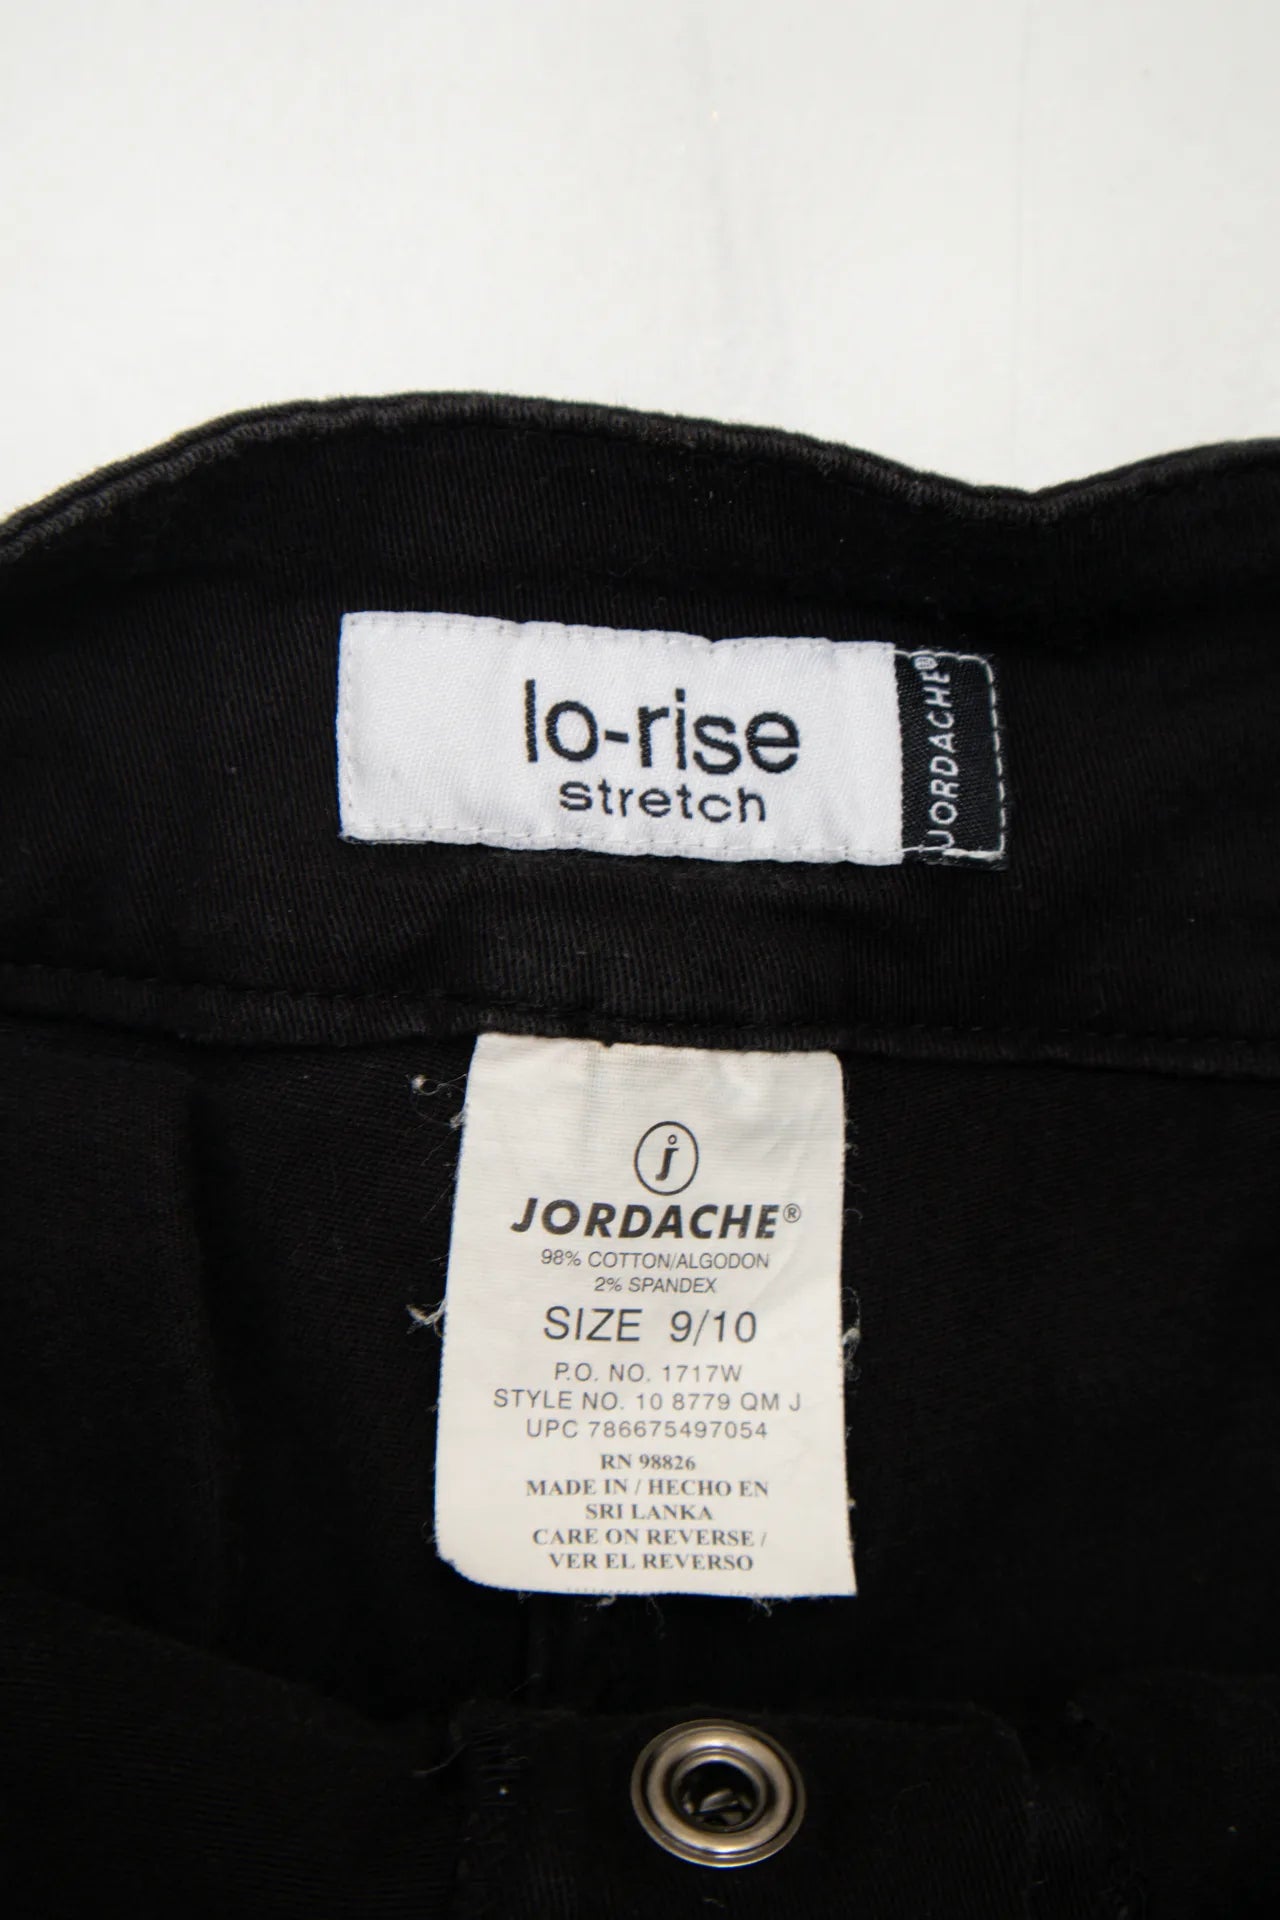 lo-rise
stretch
JORDACHE®
j
JORDACHE®
98% COTTON/ALGODON
2% SPANDEX
SIZE 9/10
P.O. NO. 1717W
STYLE NO. 10 8779 QM J
UPC 786675497054
RN 98826
MADE IN / HECHO EN
SRI LANKA
CARE ON REVERSE /
VER EL REVERSO